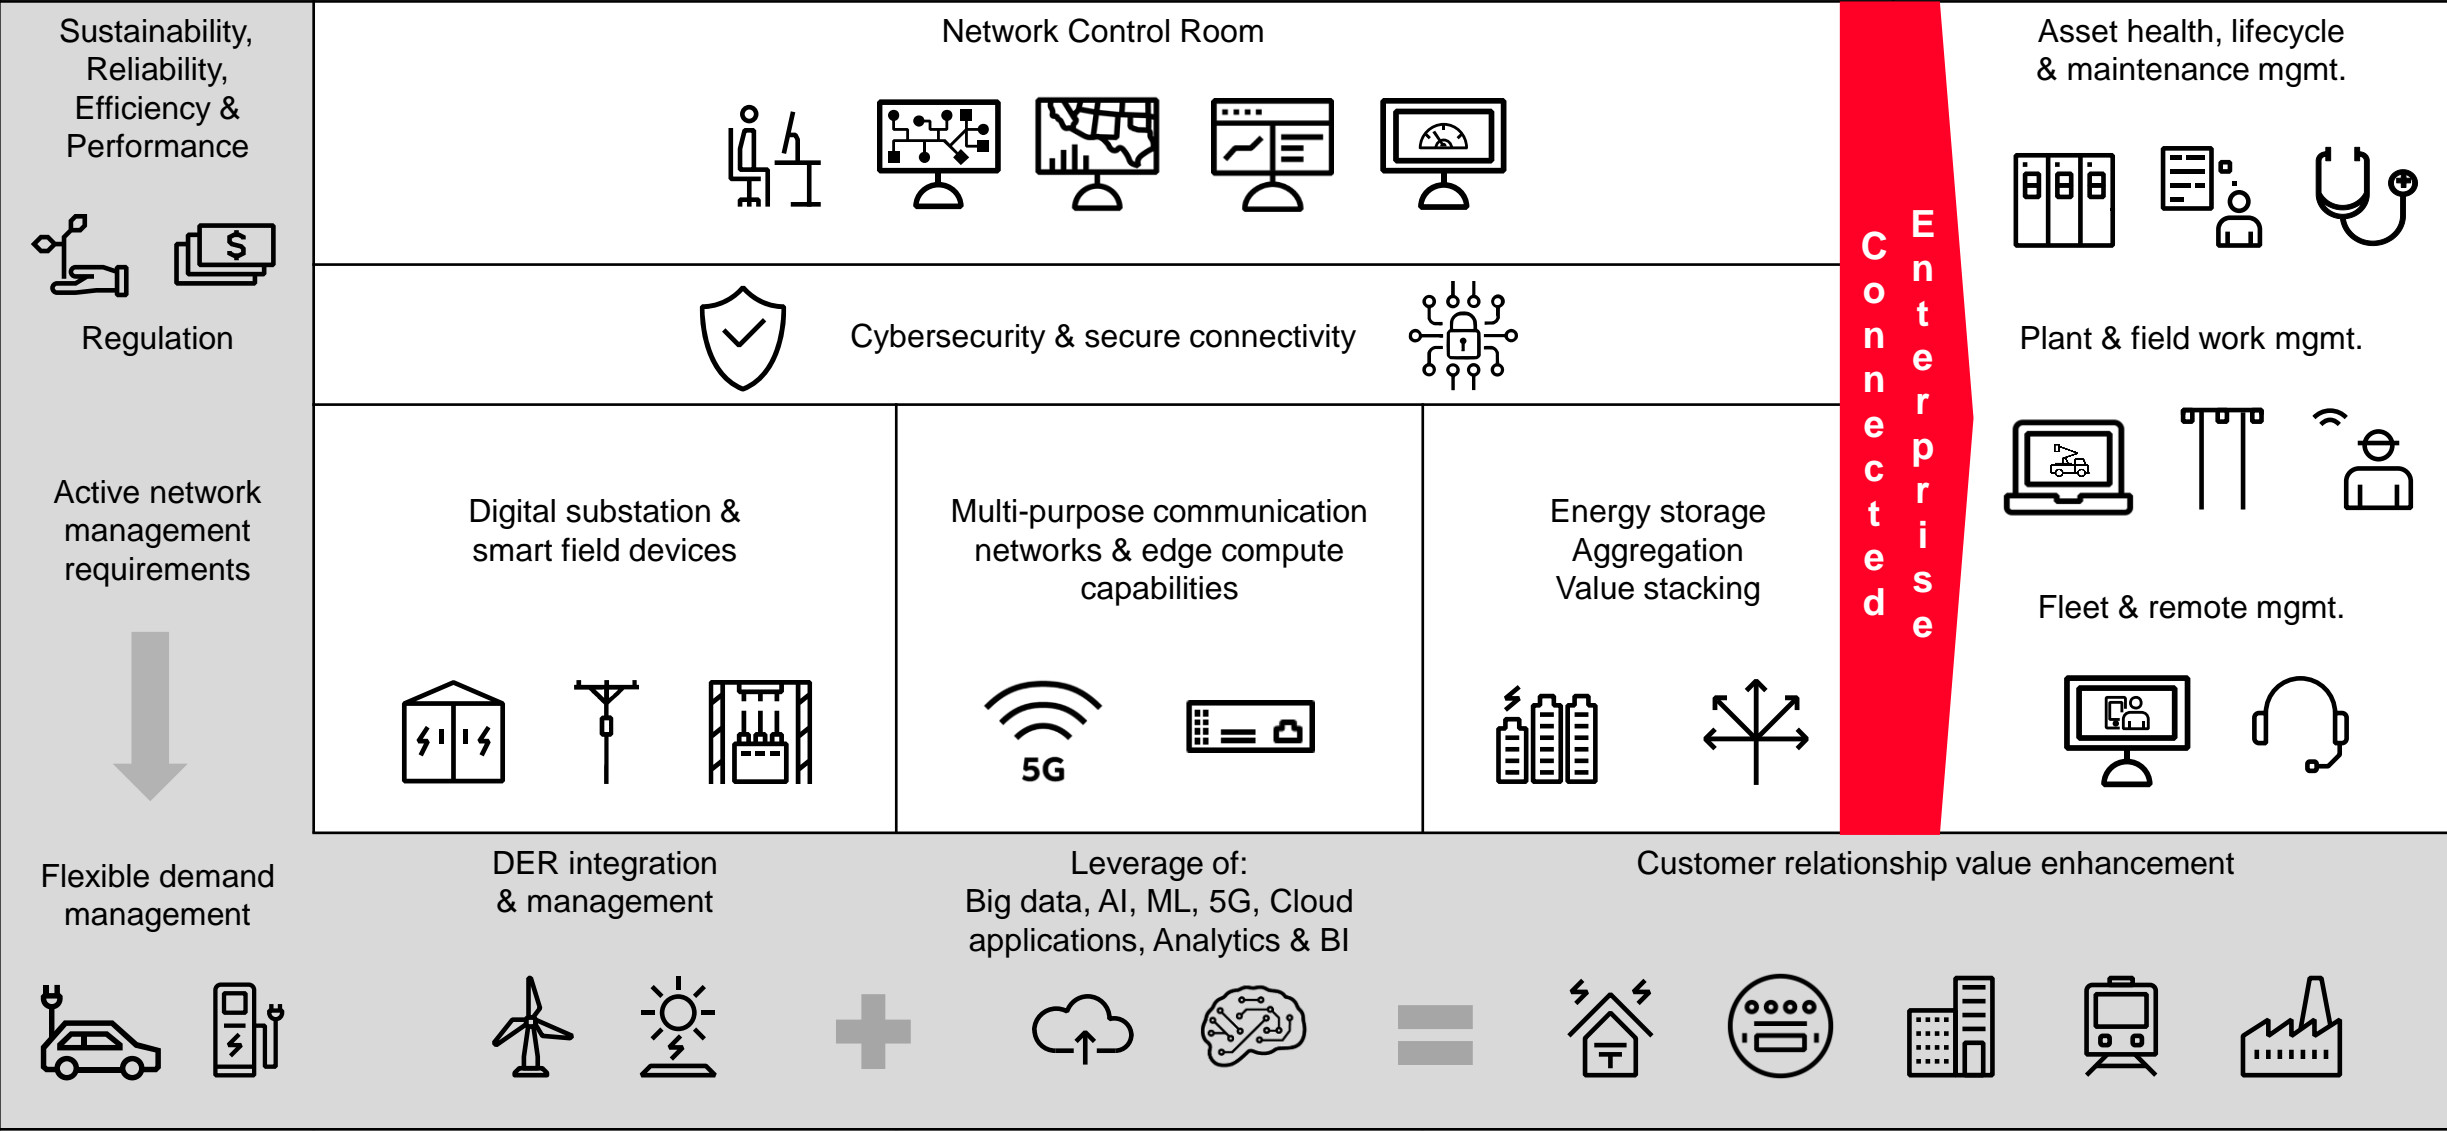 Sustainability,
Reliability,
Efficiency &
Performance
$
Regulation
Active network
management
requirements
Flexible demand
management
Network Control Room
Cybersecurity & secure connectivity
Digital substation &
smart field devices
Multi-purpose communication
networks & edge compute
capabilities
5G
Energy storage
Aggregation
Value stacking
Connected
Enterprise
Asset health, lifecycle
& maintenance mgmt.
Plant & field work mgmt.
Fleet & remote mgmt.
DER integration
& management
Leverage of:
Big data, AI, ML, 5G, Cloud
applications, Analytics & BI
Customer relationship value enhancement